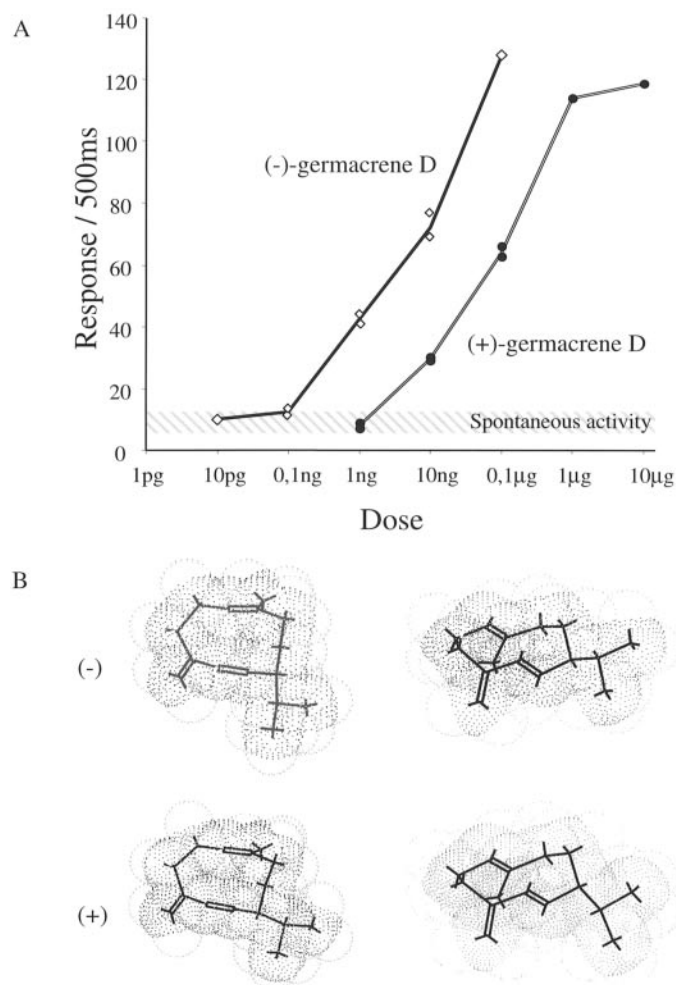 A
140
120
100
80
60
40
20
0
Response / 500ms
(-)-germacrene D
(+)-germacrene D
Spontaneous activity
1pg 10pg 0,1ng 1ng 10ng 0,1µg 1µg 10µg
Dose
B
(-)
(+)